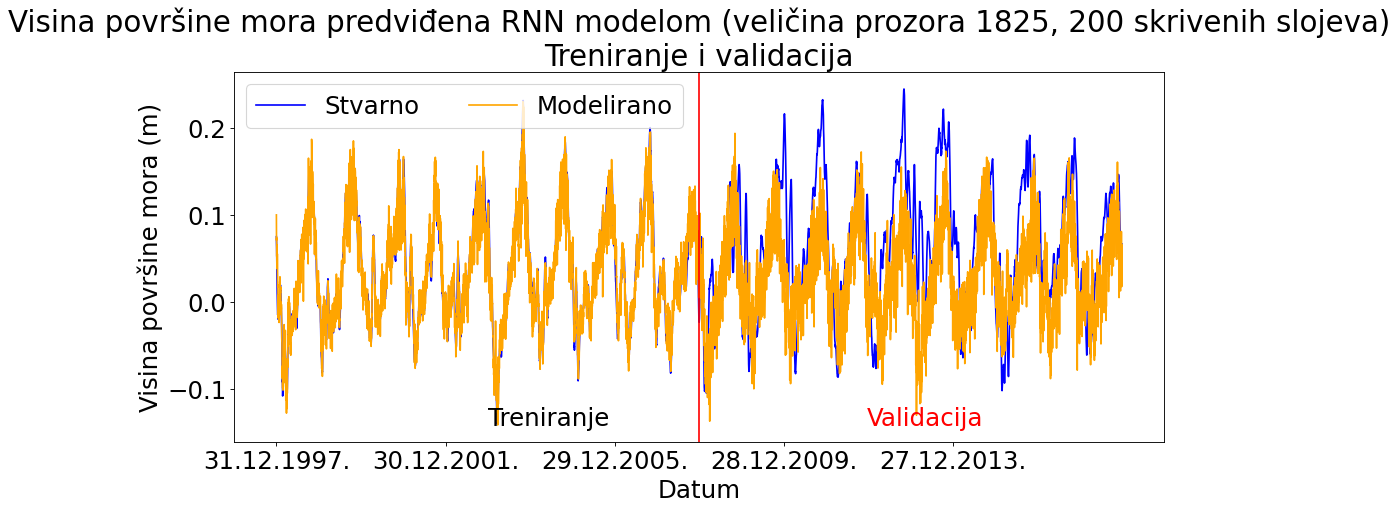 Visina površine mora predviđena RNN modelom (veličina prozora 1825, 200 skrivenih slojeva)
Treniranje i validacija
Stvarno
Modelirano
Visina površine mora (m)
0.2
0.1
0.0
−0.1
Treniranje
Validacija
31.12.1997.
30.12.2001.
29.12.2005.
28.12.2009.
27.12.2013.
Datum